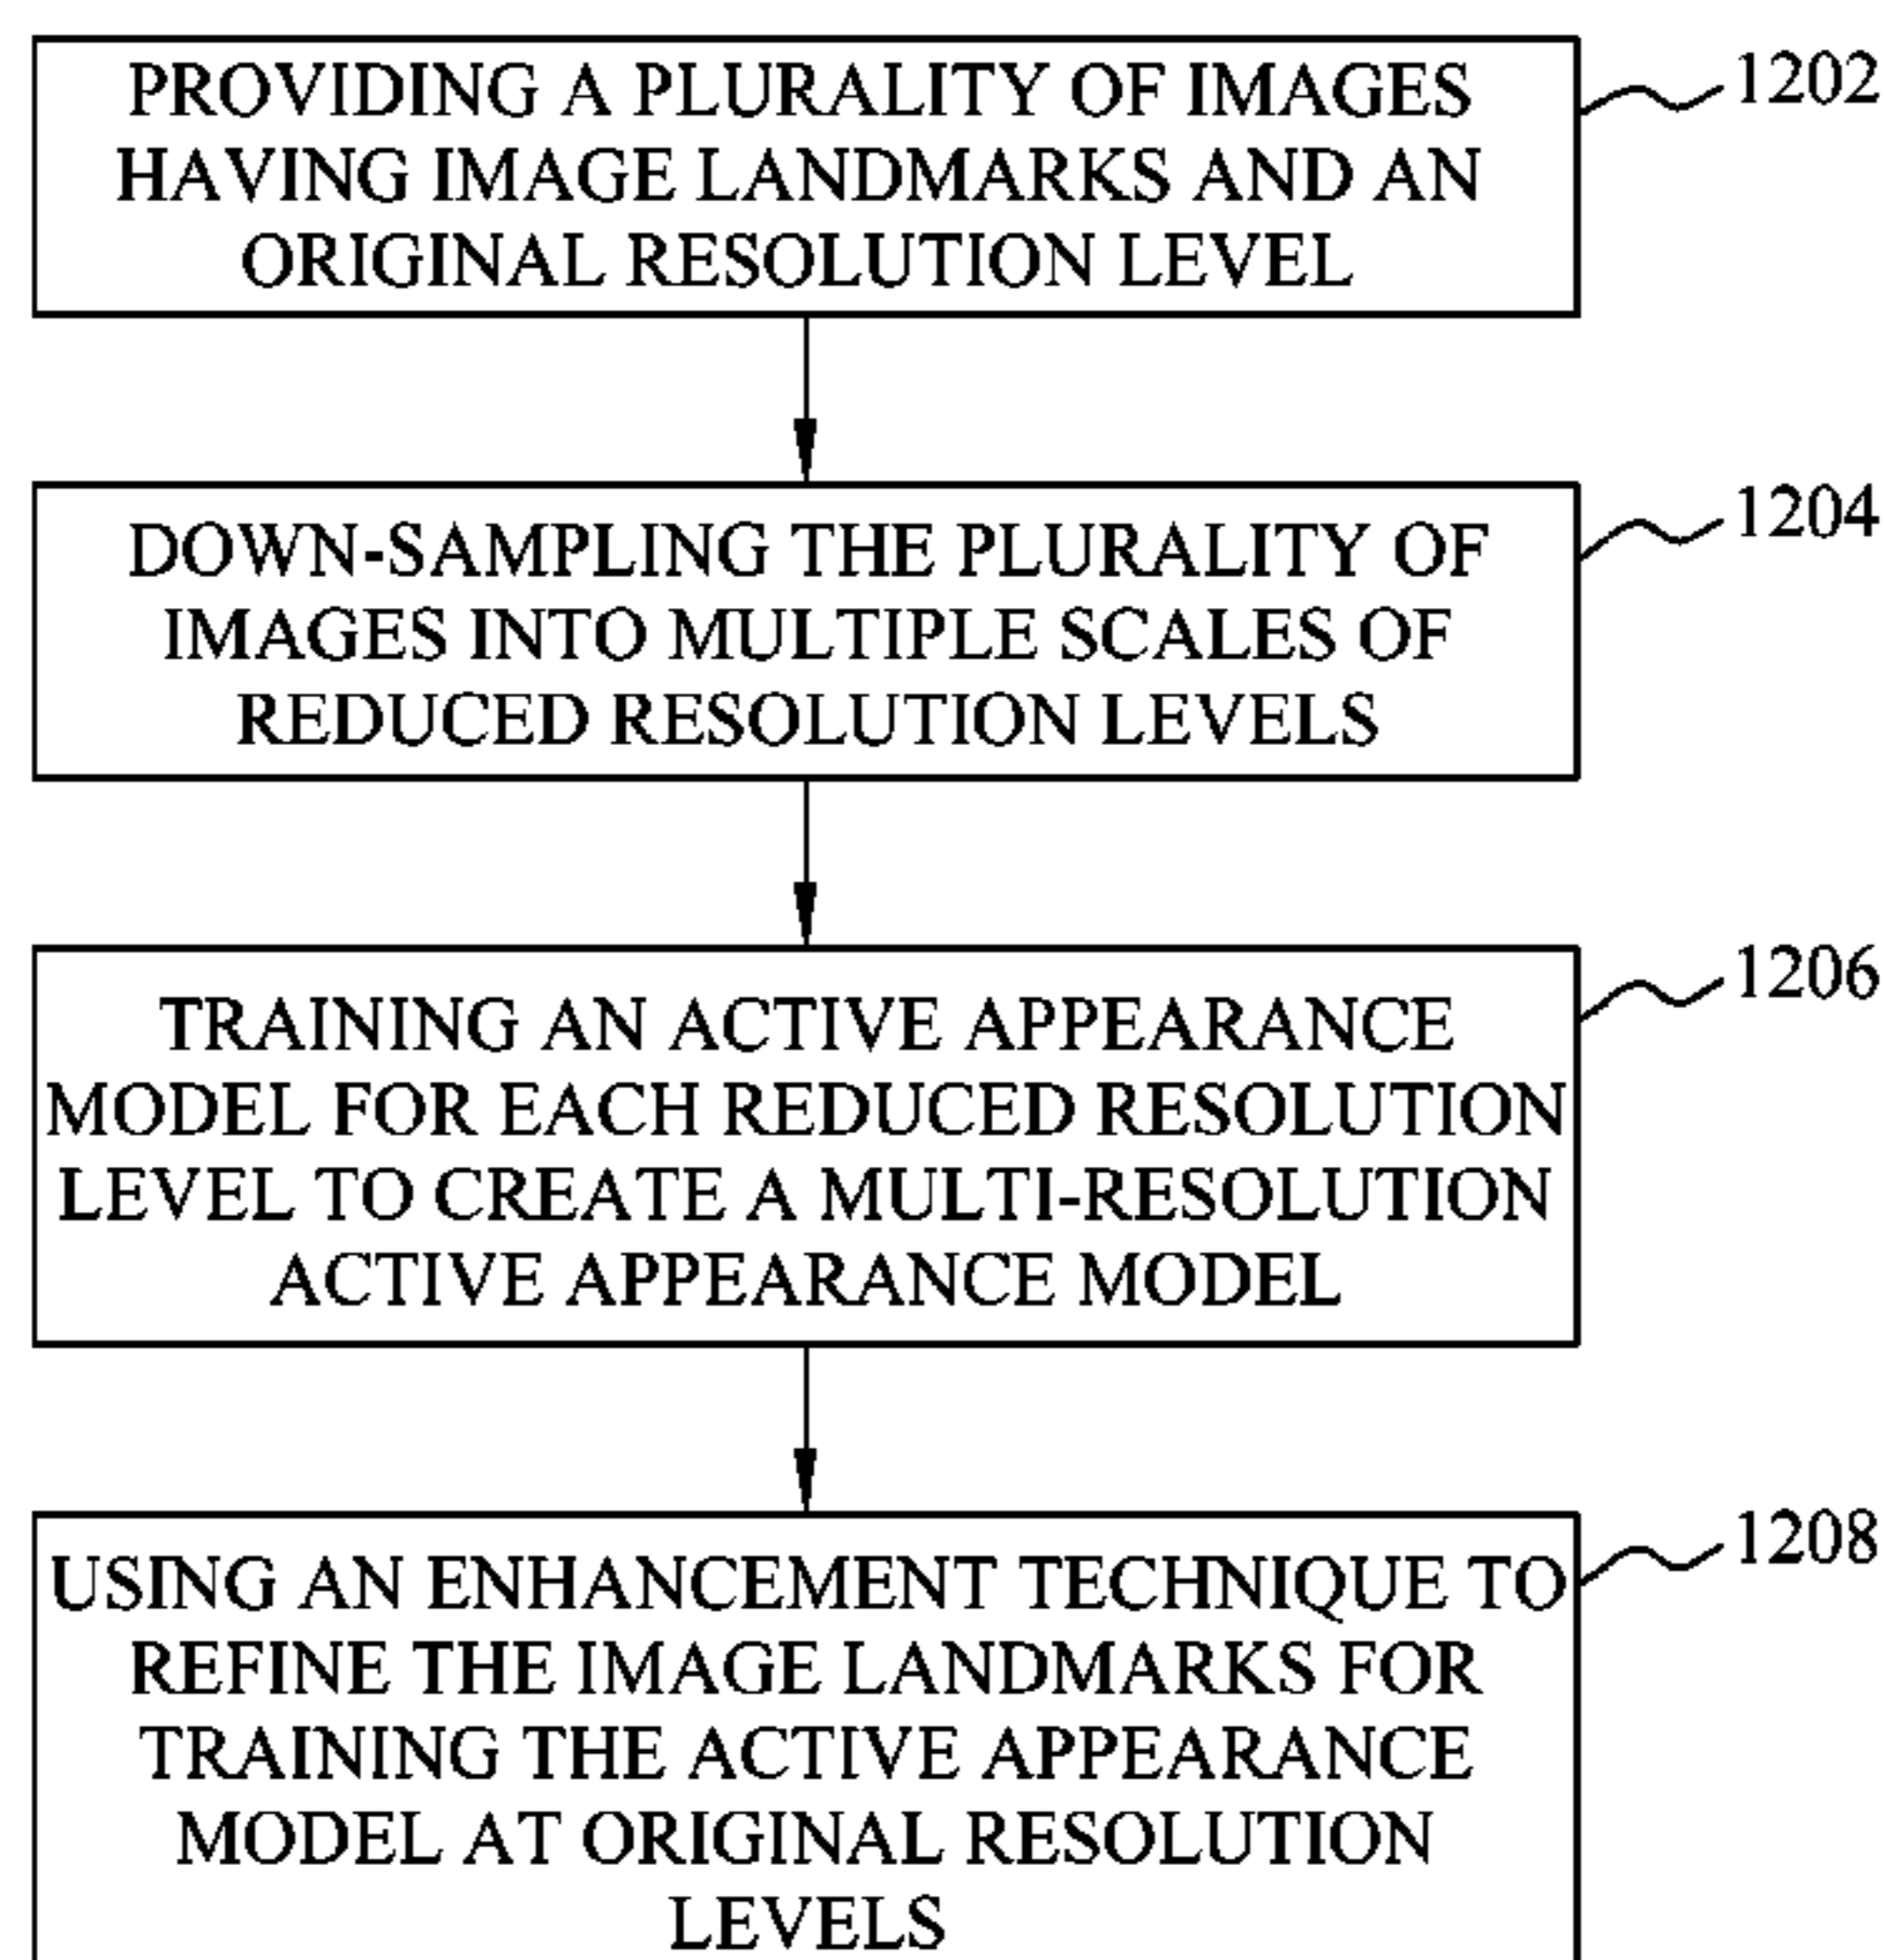 PROVIDING A PLURALITY OF IMAGES
HAVING IMAGE LANDMARKS AND AN
ORIGINAL RESOLUTION LEVEL
1202
DOWN-SAMPLING THE PLURALITY OF
IMAGES INTO MULTIPLE SCALES OF
REDUCED RESOLUTION LEVELS
1204
TRAINING AN ACTIVE APPEARANCE
MODEL FOR EACH REDUCED RESOLUTION
LEVEL TO CREATE A MULTI-RESOLUTION
ACTIVE APPEARANCE MODEL
1206
USING AN ENHANCEMENT TECHNIQUE TO
REFINE THE IMAGE LANDMARKS FOR
TRAINING THE ACTIVE APPEARANCE
MODEL AT ORIGINAL RESOLUTION
LEVELS
1208